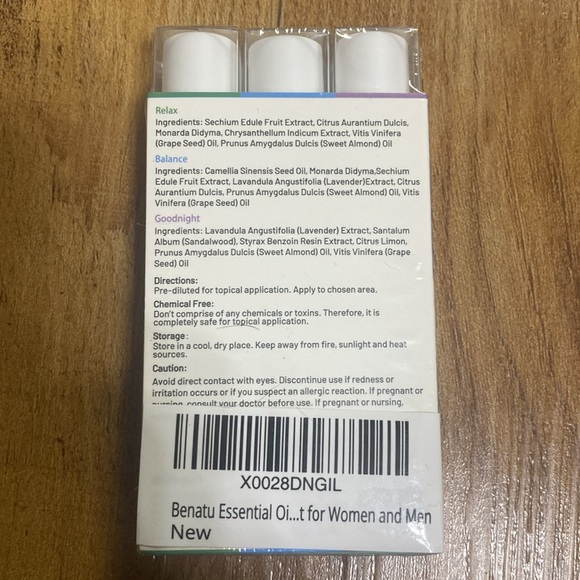 Relax
Ingredients: Sechium Edule Fruit Extract, Citrus Aurantium Dulcis,
Monarda Didyma, Chrysanthellum Indicum Extract, Vitis Vinifera
(Grape Seed) Oil, Prunus Amygdalus Dulcis (Sweet Almond) Oil
Balance
Ingredients: Camellia Sinensis Seed Oil, Monarda Didyma,Sechium
Edule Fruit Extract, Lavandula Angustifolia (Lavender)Extract, Citrus
Aurantium Dulcis, Prunus Amygdalus Dulcis (Sweet Almond) Oil, Vitis
Vinifera (Grape Seed) Oil
Goodnight
Ingredients: Lavandula Angustifolia (Lavender) Extract, Santalum
Album (Sandalwood), Styrax Benzoin Resin Extract, Citrus Limon,
Prunus Amygdalus Dulcis (Sweet Almond) Oil, Vitis Vinifera (Grape
Seed) Oil
Directions:
Pre-diluted for topical application. Apply to chosen area.
Chemical Free:
Don't comprise of any chemicals or toxins. Therefore, it is
completely safe for topical application.
Storage:
Store in a cool, dry place. Keep away from fire, sunlight and heat
sources.
Caution:
Avoid direct contact with eyes. Discontinue use if redness or
irritation occurs or if you suspect an allergic reaction. If pregnant or
nursing, consult your doctor before use. If pregnant or nursing,
X0028DNGIL
Benatu Essential Oi...t for Women and Men
New